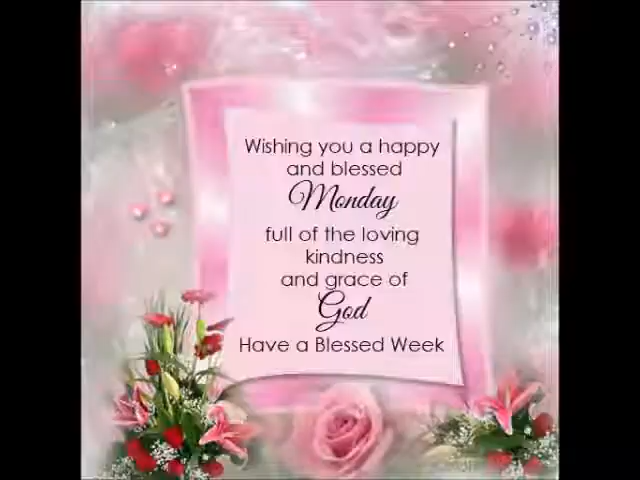 Wishing you a happy
and blessed
Monday
full of the loving
kindness
and grace of
God
Have a Blessed Week